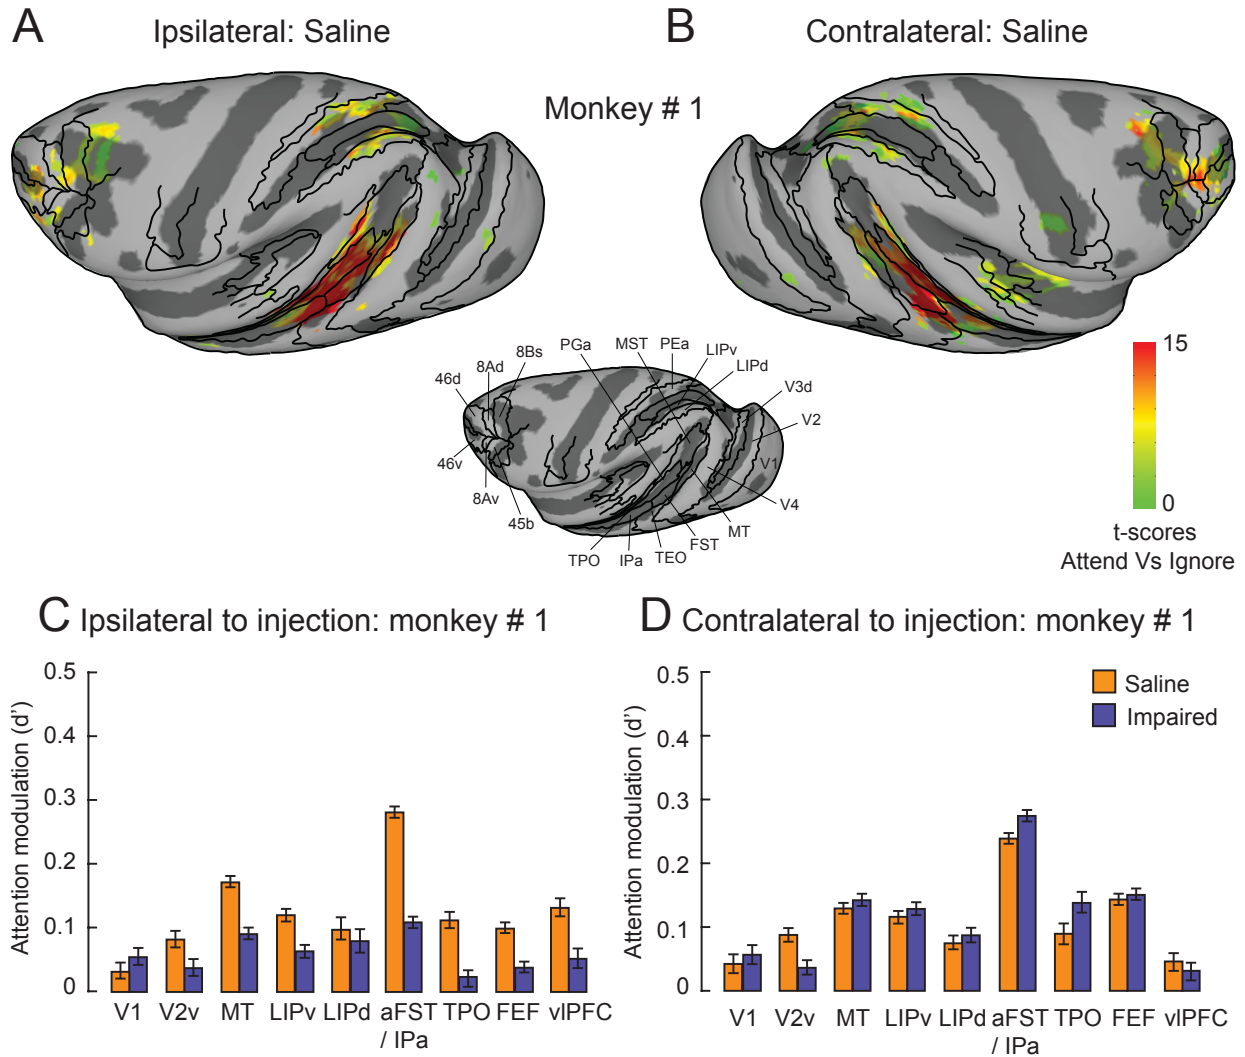 A
Ipsilateral: Saline
B
Contralateral: Saline
Monkey # 1
PGa
MST
PEa
LIPv
LIPd
8Bs
8Ad
46d
V3d
V2
V1
46v
8Av
45b
V4
MT
FST
TEO
IPa
TPO
15
0
t-scores
Attend Vs Ignore
C Ipsilateral to injection: monkey # 1
Attention modulation (d’)
0.5
0.4
0.3
0.2
0.1
0
V1 V2v MT LIPv LIPd aFST TPO FEF vlPFC
/ IPa
D Contralateral to injection: monkey # 1
Saline
Impaired
Attention modulation (d’)
0.5
0.4
0.3
0.2
0.1
0
V1 V2v MT LIPv LIPd aFST TPO FEF vlPFC
/ IPa